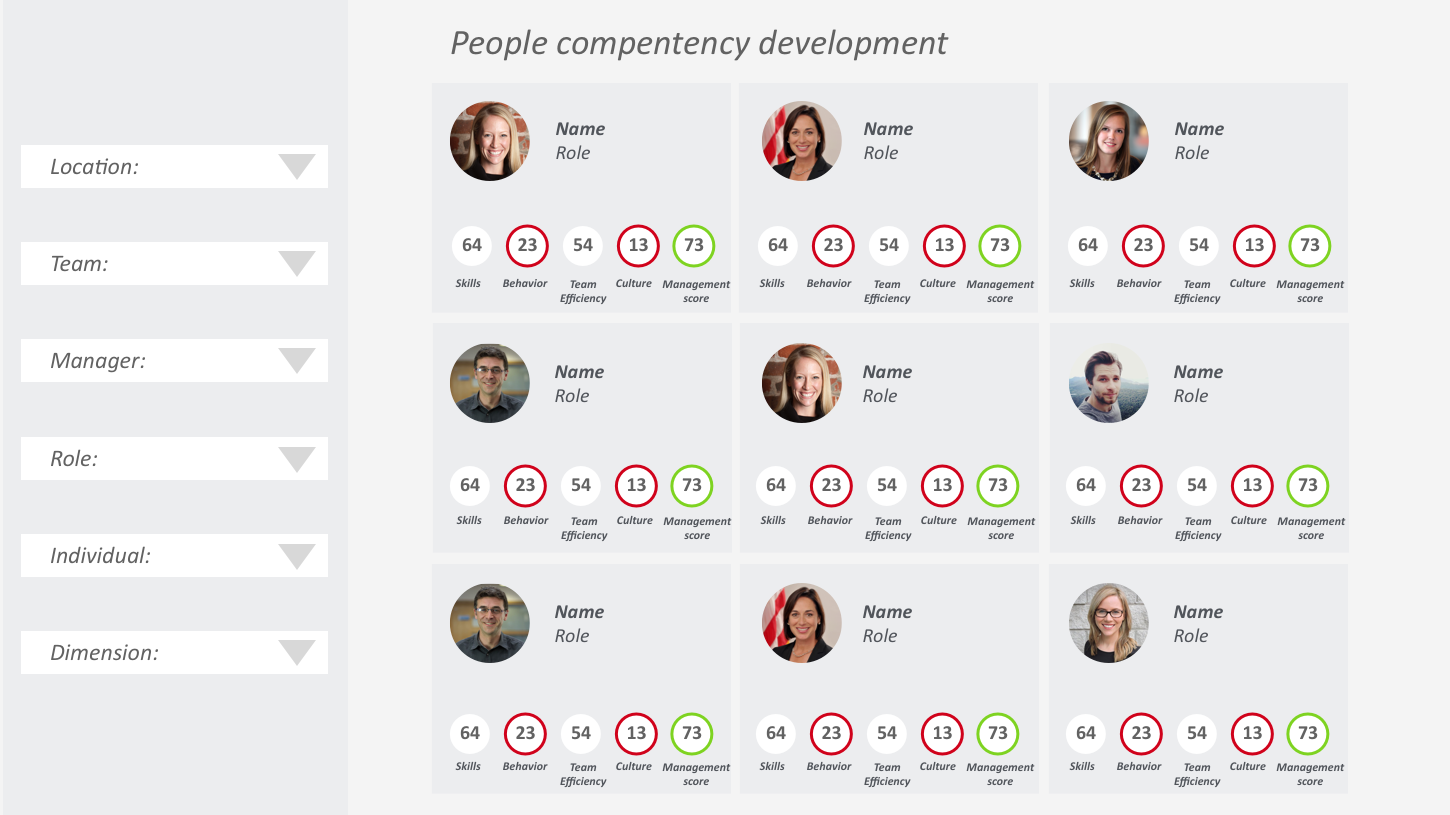 People compentency development
Location:
Team:
Manager:
Role:
Individual:
Dimension:
Name
Role
64 23 54 13 73
Skills Behavior Team Efficiency Culture Management score
Name
Role
64 23 54 13 73
Skills Behavior Team Efficiency Culture Management score
Name
Role
64 23 54 13 73
Skills Behavior Team Efficiency Culture Management score
Name
Role
64 23 54 13 73
Skills Behavior Team Efficiency Culture Management score
Name
Role
64 23 54 13 73
Skills Behavior Team Efficiency Culture Management score
Name
Role
64 23 54 13 73
Skills Behavior Team Efficiency Culture Management score
Name
Role
64 23 54 13 73
Skills Behavior Team Efficiency Culture Management score
Name
Role
64 23 54 13 73
Skills Behavior Team Efficiency Culture Management score
Name
Role
64 23 54 13 73
Skills Behavior Team Efficiency Culture Management score